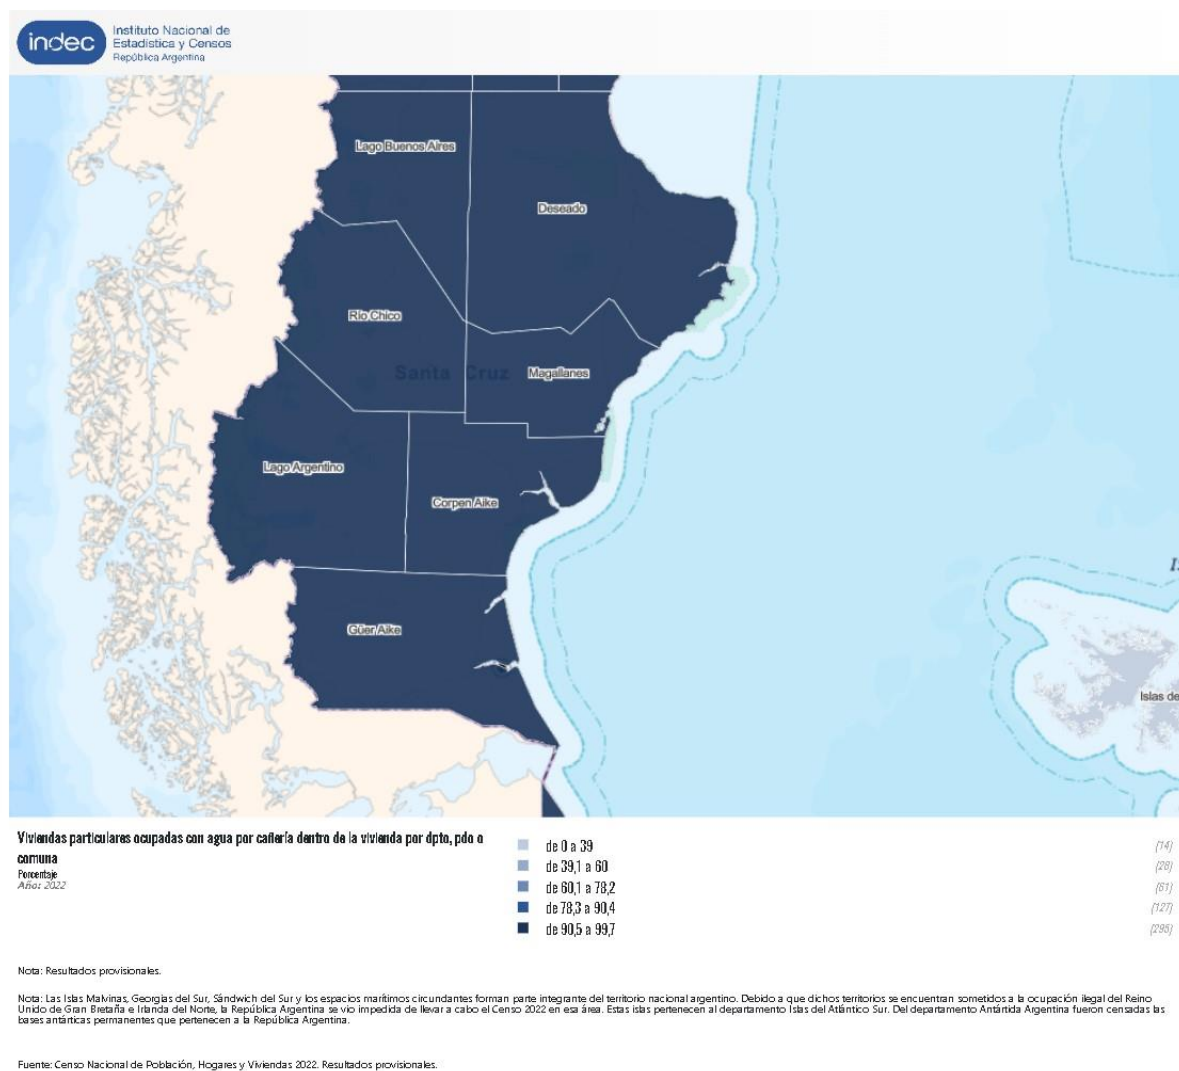 indec
Instituto Nacional de
Estadística y Censos
República Argentina
Lago Buenos Aires
Deseado
Río Chico
Santa Cruz
Magallanes
Lago Argentino
Corpen Aike
Güer Aike
Islas de
Viviendas particulares ocupadas con agua por cañería dentro de la vivienda por dpto, pdo o
comuna
Porcentaje
Año: 2022
de 0 a 39 (14)
de 39,1 a 60 (28)
de 60,1 a 78,2 (61)
de 78,3 a 90,4 (127)
de 90,5 a 99,7 (295)
Nota: Resultados provisionales.
Nota: Las Islas Malvinas, Georgias del Sur, Sándwich del Sur y los espacios marítimos circundantes forman parte integrante del territorio nacional argentino. Debido a que dichos territorios se encuentran sometidos a la ocupación ilegal del Reino
Unido de Gran Bretaña e Irlanda del Norte, la República Argentina se vio impedida de llevar a cabo el Censo 2022 en esa área. Estas islas pertenecen al departamento Islas del Atlántico Sur. Del departamento Antártida Argentina fueron censadas las
bases antárticas permanentes que pertenecen a la República Argentina.
Fuente: Censo Nacional de Población, Hogares y Viviendas 2022. Resultados provisionales.